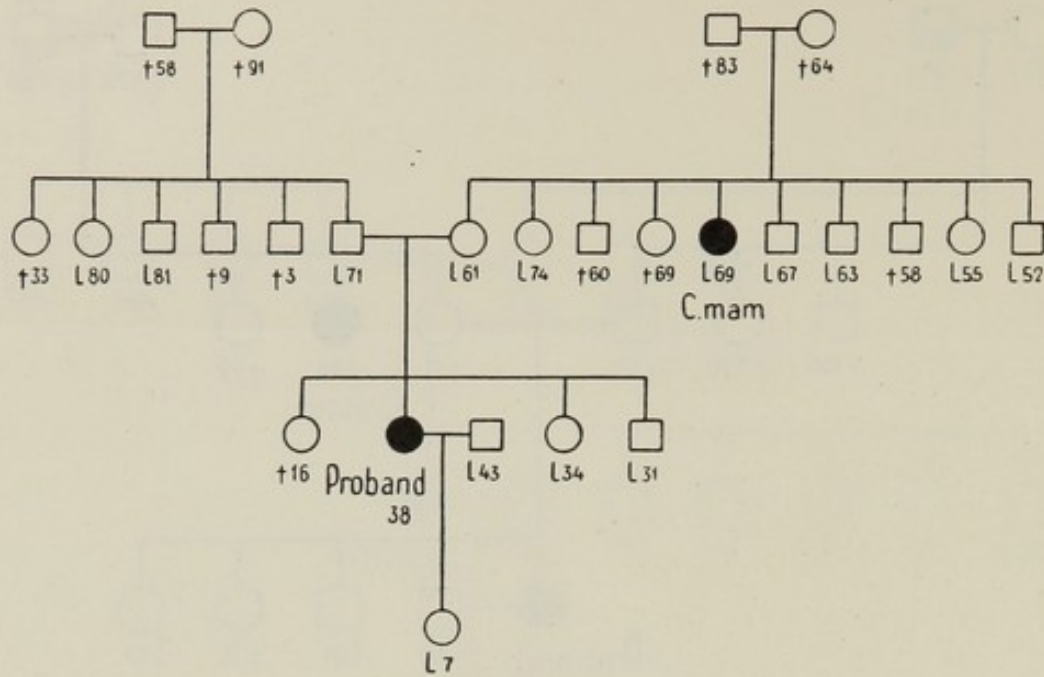 †58 †91 †83 †64
†33 L80 L81 †9 †3 L71 L61 L74 †60 †69 L69 L67 L63 †58 L55 L52
C.mam
†16 Proband L43 L34 L31
38
L7